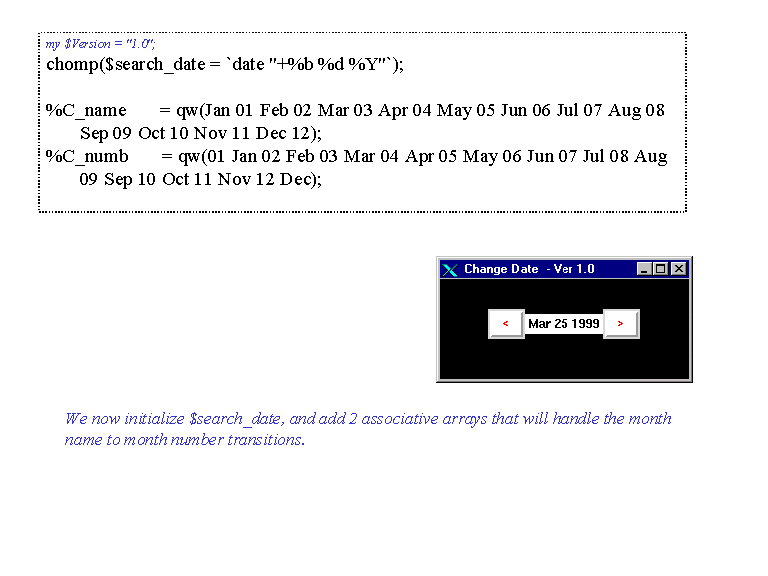 my $Version = "1.0";
chomp($search_date = `date "+%b %d %Y"`);
%C_name = qw(Jan 01 Feb 02 Mar 03 Apr 04 May 05 Jun 06 Jul 07 Aug 08
Sep 09 Oct 10 Nov 11 Dec 12);
%C_numb = qw(01 Jan 02 Feb 03 Mar 04 Apr 05 May 06 Jun 07 Jul 08 Aug
09 Sep 10 Oct 11 Nov 12 Dec);
Change Date - Ver 1.0
< Mar 25 1999 >
We now initialize $search_date, and add 2 associative arrays that will handle the month
name to month number transitions.